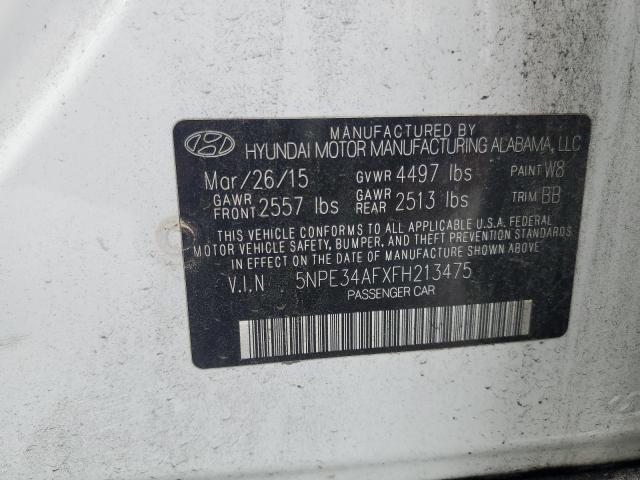 MANUFACTURED BY
HYUNDAI MOTOR MANUFACTURING ALABAMA, LLC
Mar/26/15 GVWR 4497 lbs PAINT W8
GAWR FRONT 2557 lbs GAWR REAR 2513 lbs TRIM BB
THIS VEHICLE CONFORMS TO ALL APPLICABLE U.S.A. FEDERAL
MOTOR VEHICLE SAFETY, BUMPER, AND THEFT PREVENTION STANDARDS
IN EFFECT ON THE DATE OF MANUFACTURE SHOWN ABOVE.
V.I.N 5NPE34AFXFH213475
PASSENGER CAR